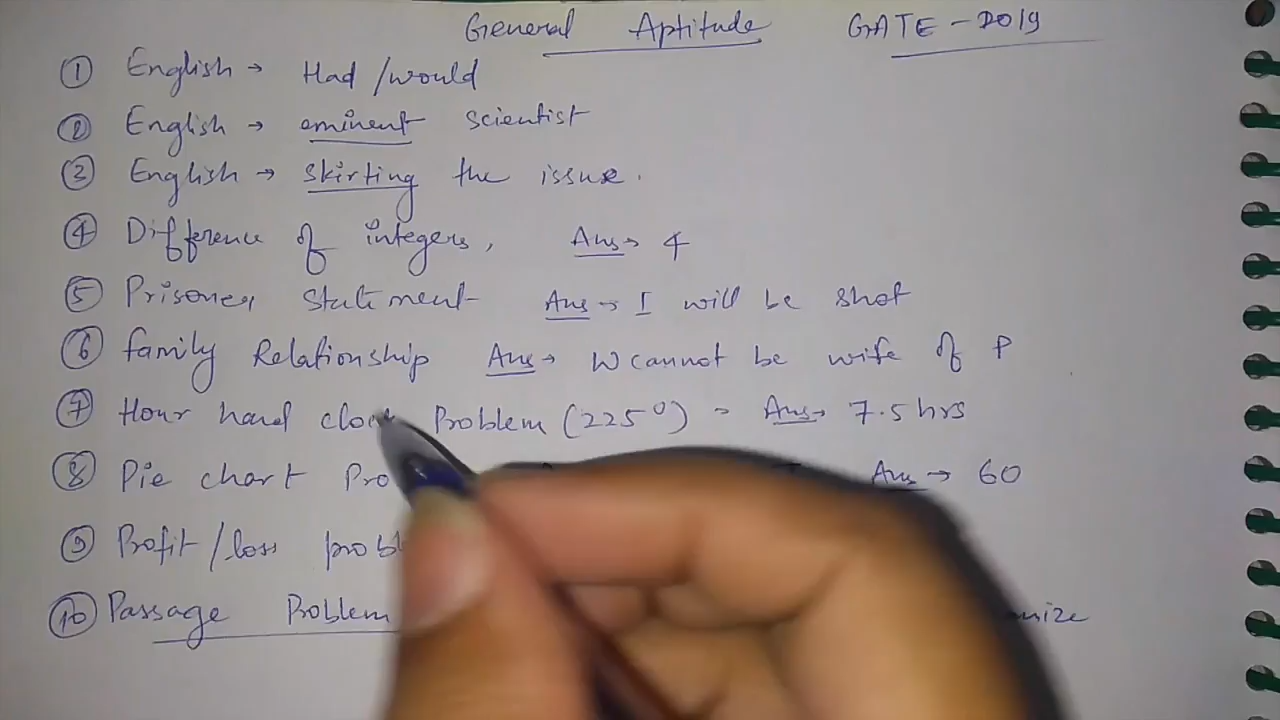 General Aptitude GATE-2019
① English → Had/would
② English → eminent scientist
③ English → skirting the issue.
④ Difference of integers, Ans → 4
⑤ Prisoner Statement Ans → I will be shot
⑥ family Relationship Ans → W cannot be wife of P
⑦ Hour hand clock Problem (225°) - Ans → 7.5 hrs
⑧ Pie chart Pro Ans → 60
⑨ Profit/loss probl
⑩ Passage Problem